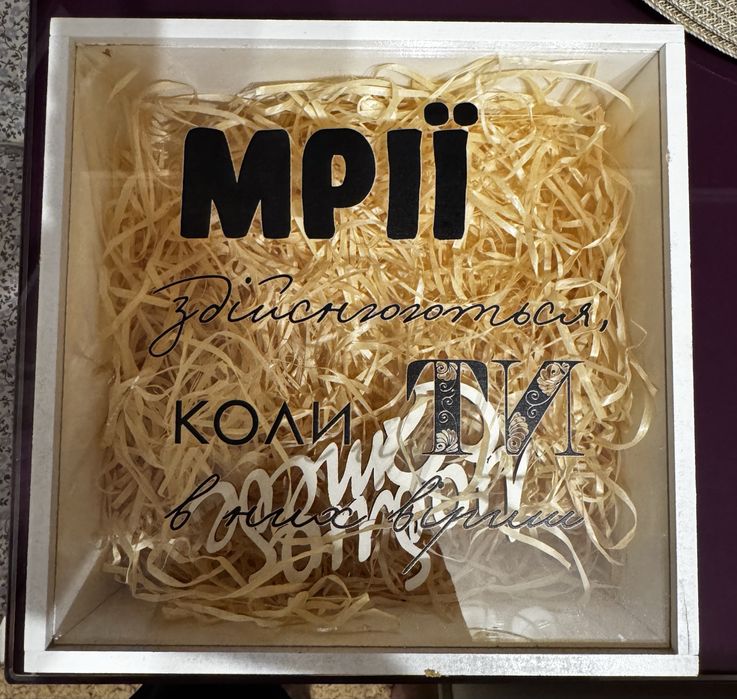 МРІЇ
здійснюються,
КОЛИ ТИ
в них віриш